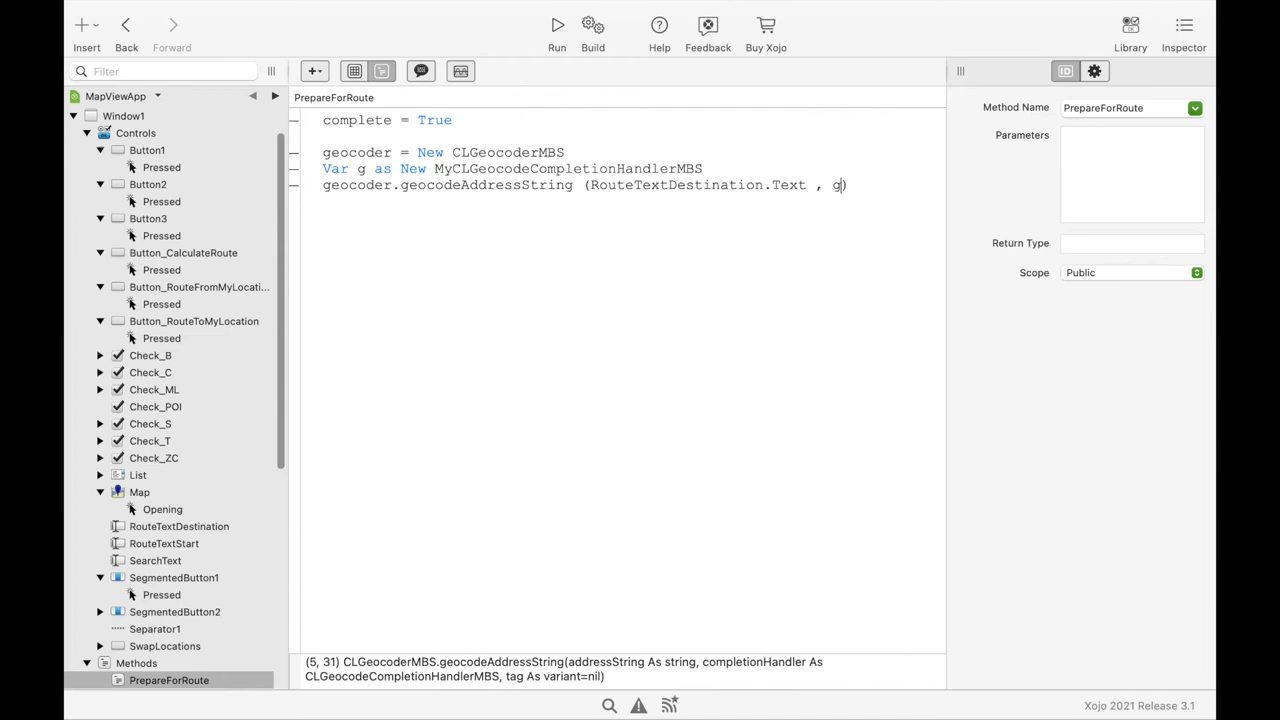 Insert
Back
Forward
Run
Build
Help
Feedback
Buy Xojo
Library
Inspector
Filter
MapViewApp
Window1
Controls
Button1
Pressed
Button2
Pressed
Button3
Pressed
Button_CalculateRoute
Pressed
Button_RouteFromMyLocati...
Pressed
Button_RouteToMyLocation
Pressed
Check_B
Check_C
Check_ML
Check_POI
Check_S
Check_T
Check_ZC
List
Map
Opening
RouteTextDestination
RouteTextStart
SearchText
SegmentedButton1
Pressed
SegmentedButton2
Separator1
SwapLocations
Methods
PrepareForRoute
PrepareForRoute
complete = True
geocoder = New CLGeocoderMBS
Var g as New MyCLGeocodeCompletionHandlerMBS
geocoder.geocodeAddressString (RouteTextDestination.Text , g)
(5, 31) CLGeocoderMBS.geocodeAddressString(addressString As string, completionHandler As
CLGeocodeCompletionHandlerMBS, tag As variant=nil)
ID
Method Name PrepareForRoute
Parameters
Return Type
Scope Public
Xojo 2021 Release 3.1